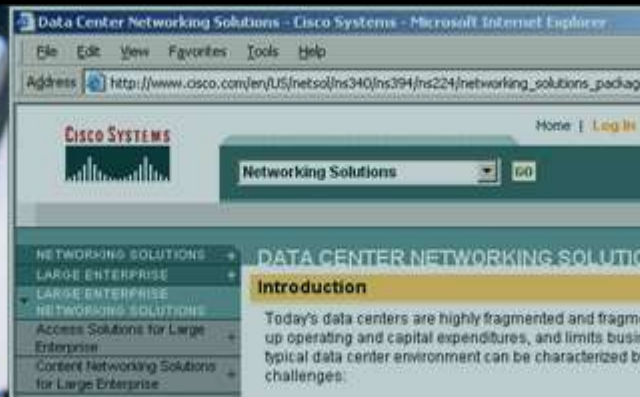 Data Center Networking Solutions - Cisco Systems - Microsoft Internet Explorer
File Edit View Favorites Tools Help
Address http://www.cisco.com/en/US/netsol/ns340/ns394/ns224/networking_solutions_packag
Home | Log In
CISCO SYSTEMS
Networking Solutions GO
NETWORKING SOLUTIONS +
DATA CENTER NETWORKING SOLUTIO
LARGE ENTERPRISE +
LARGE ENTERPRISE
NETWORKING SOLUTIONS
Introduction
Access Solutions for Large
Enterprise +
Content Networking Solutions
for Large Enterprise +
Today's data centers are highly fragmented and fragme
up operating and capital expenditures, and limits busi
typical data center environment can be characterized b
challenges: